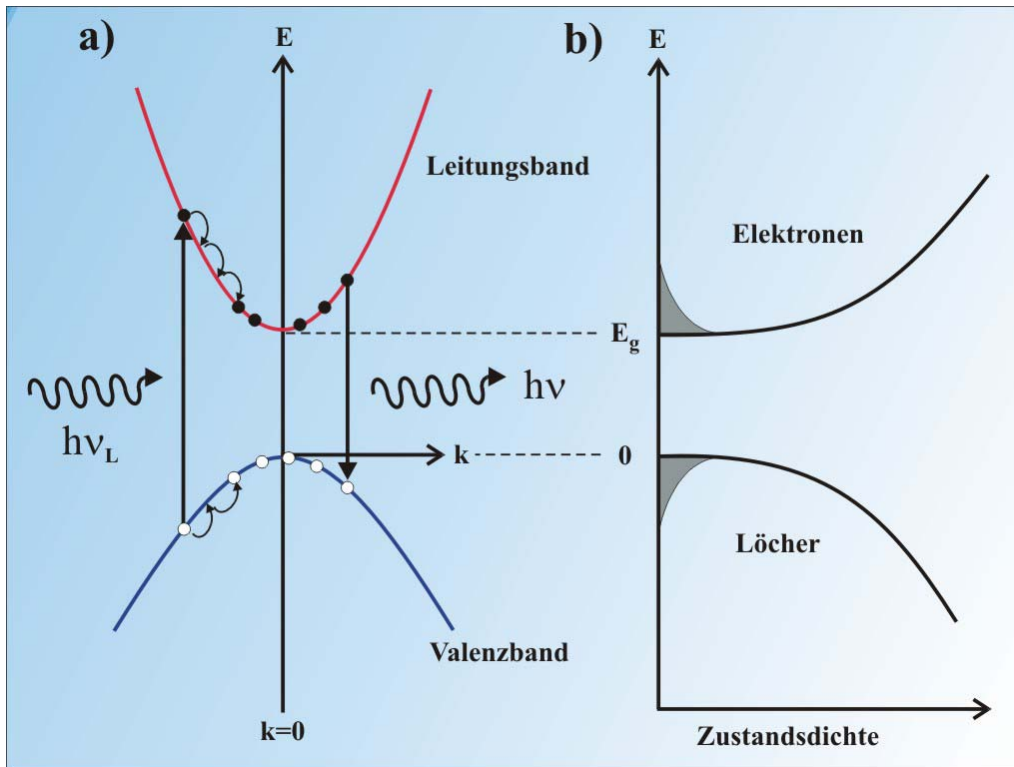 a)
E
Leitungsband
hν_L
hν
k
Valenzband
k=0
b)
E
Elektronen
E_g
0
Löcher
Zustandsdichte